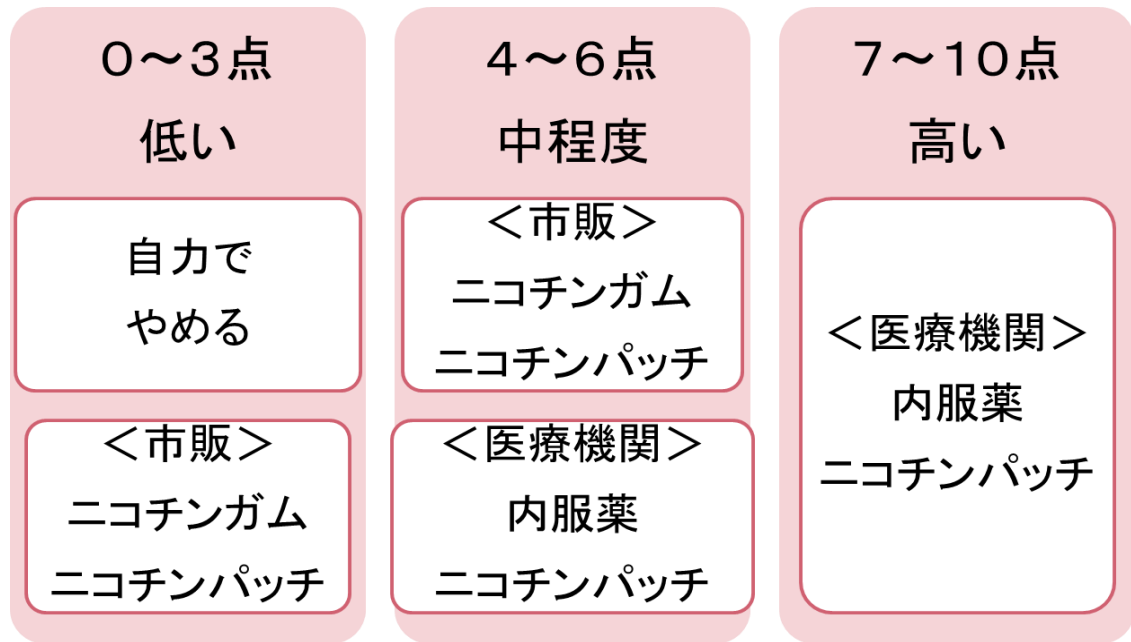 ０～３点
低い
自力で
やめる
＜市販＞
ニコチンガム
ニコチンパッチ
４～６点
中程度
＜市販＞
ニコチンガム
ニコチンパッチ
＜医療機関＞
内服薬
ニコチンパッチ
７～１０点
高い
＜医療機関＞
内服薬
ニコチンパッチ